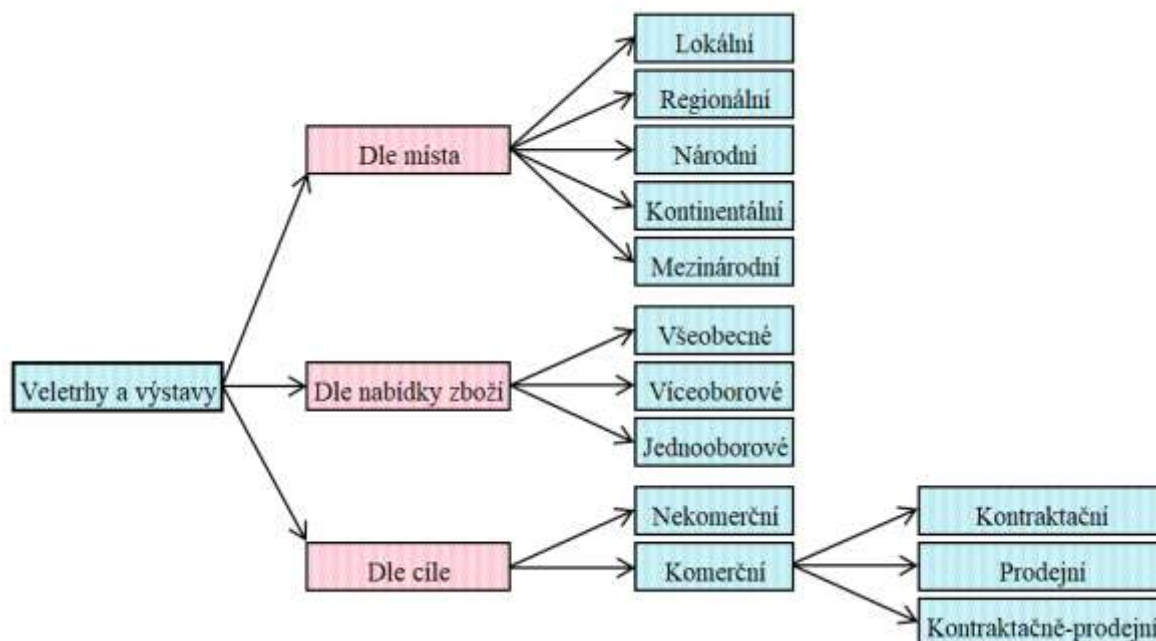 Lokální
Regionální
Dle místa
Národní
Kontinentální
Mezinárodní
Všeobecné
Veletrhy a výstavy
Dle nabídky zboží
Víceoborové
Jednooborové
Nekomerční
Kontraktační
Dle cíle
Komerční
Prodejní
Kontraktačně-prodejní